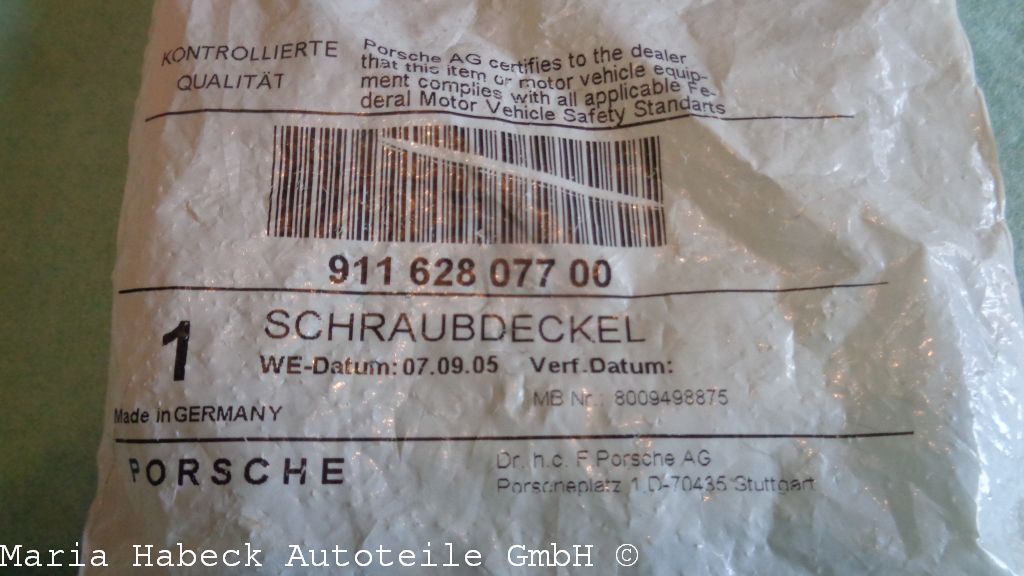 KONTROLLIERTE
QUALITÄT
Porsche AG certifies to the dealer
that this item or motor vehicle equip-
ment complies with all applicable Fe-
deral Motor Vehicle Safety Standarts
911 628 077 00
1
SCHRAUBDECKEL
WE-Datum: 07.09.05 Verf.Datum:
MB Nr.: 8009498875
Made in GERMANY
PORSCHE
Dr. h.c. F Porsche AG
Porscheplatz 1 D-70435 Stuttgart
Maria Habeck Autoteile GmbH ©